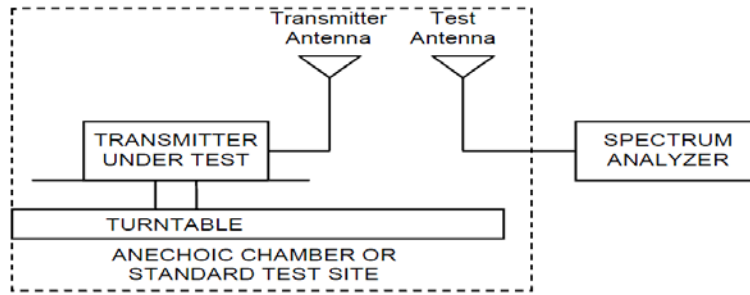 Transmitter
Antenna
Test
Antenna
TRANSMITTER
UNDER TEST
SPECTRUM
ANALYZER
TURNTABLE
ANECHOIC CHAMBER OR
STANDARD TEST SITE